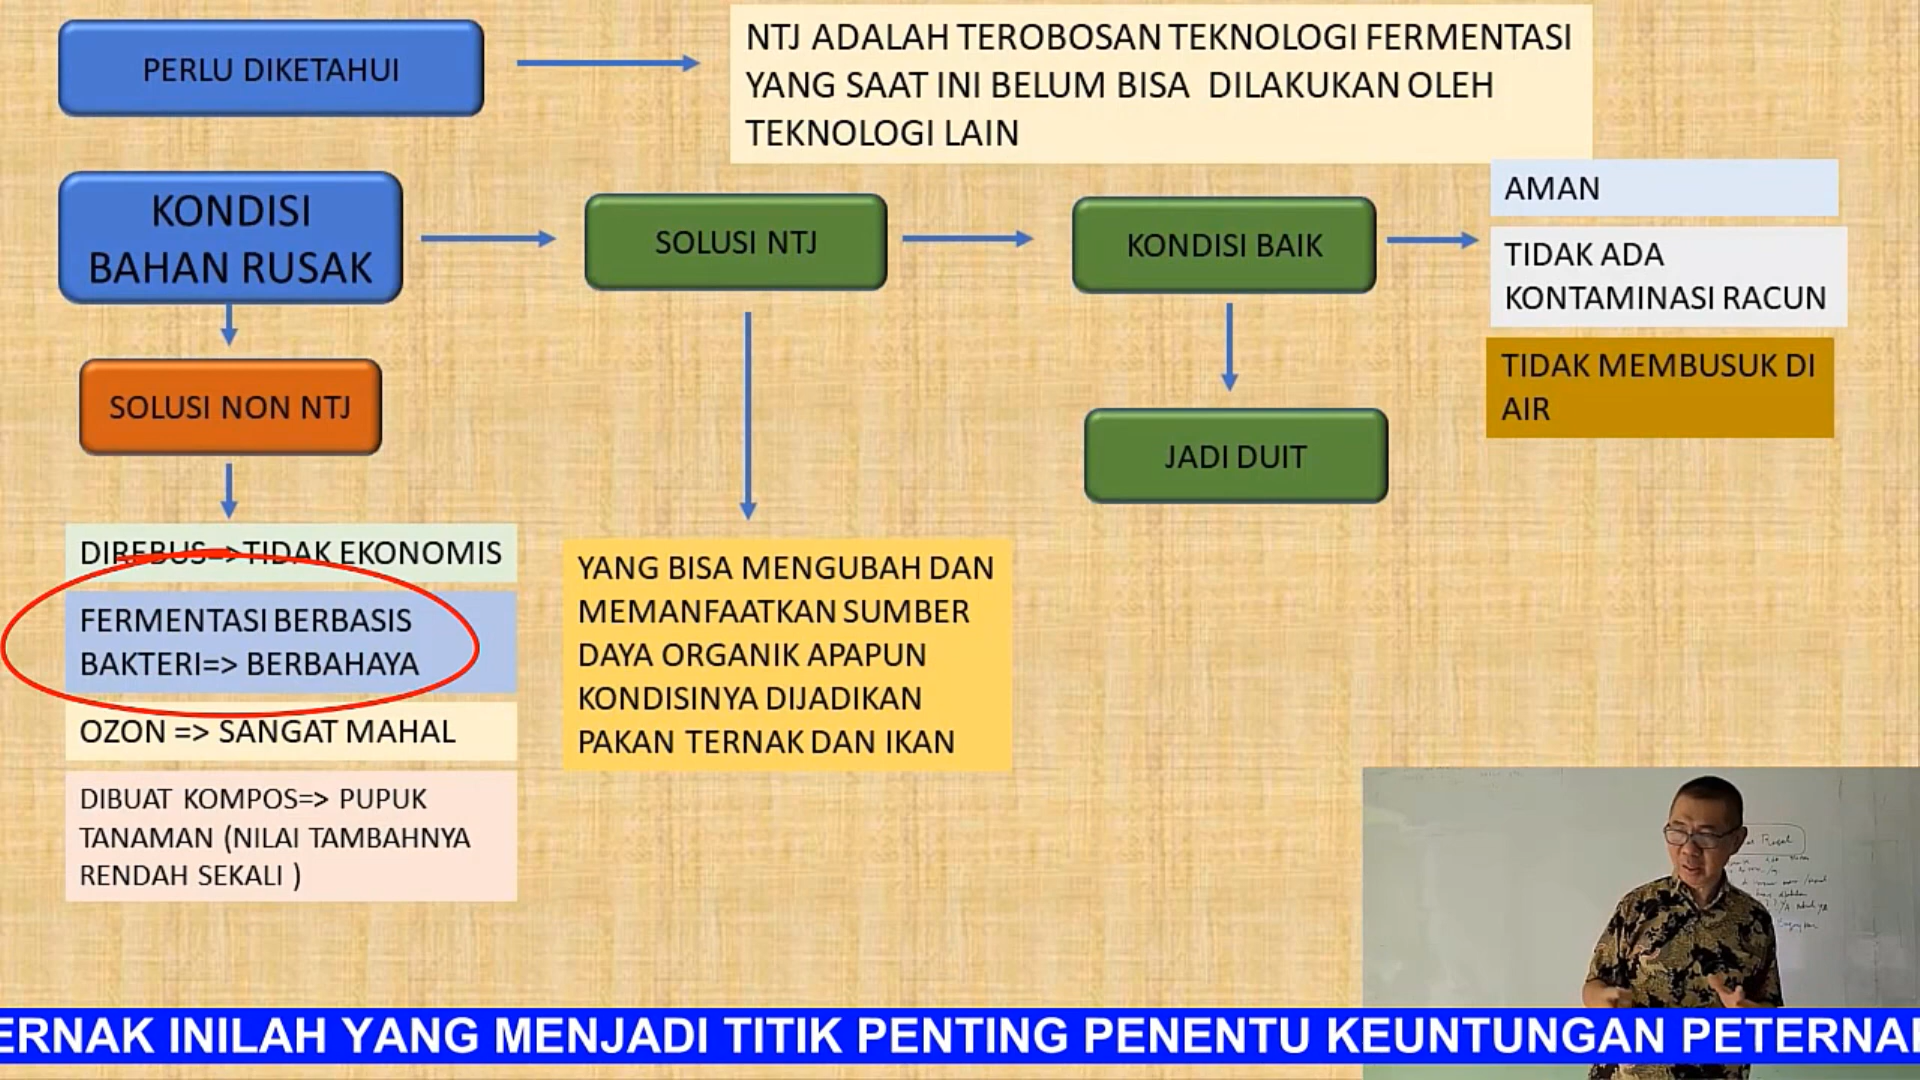 PERLU DIKETAHUI
NTJ ADALAH TEROBOSAN TEKNOLOGI FERMENTASI
YANG SAAT INI BELUM BISA DILAKUKAN OLEH
TEKNOLOGI LAIN
KONDISI
BAHAN RUSAK
SOLUSI NTJ
KONDISI BAIK
AMAN
TIDAK ADA
KONTAMINASI RACUN
TIDAK MEMBUSUK DI
AIR
SOLUSI NON NTJ
JADI DUIT
DIREBUS=> TIDAK EKONOMIS
FERMENTASI BERBASIS
BAKTERI=> BERBAHAYA
OZON => SANGAT MAHAL
DIBUAT KOMPOS=> PUPUK
TANAMAN (NILAI TAMBAHNYA
RENDAH SEKALI )
YANG BISA MENGUBAH DAN
MEMANFAATKAN SUMBER
DAYA ORGANIK APAPUN
KONDISINYA DIJADIKAN
PAKAN TERNAK DAN IKAN
ERNAK INILAH YANG MENJADI TITIK PENTING PENENTU KEUNTUNGAN PETERNA